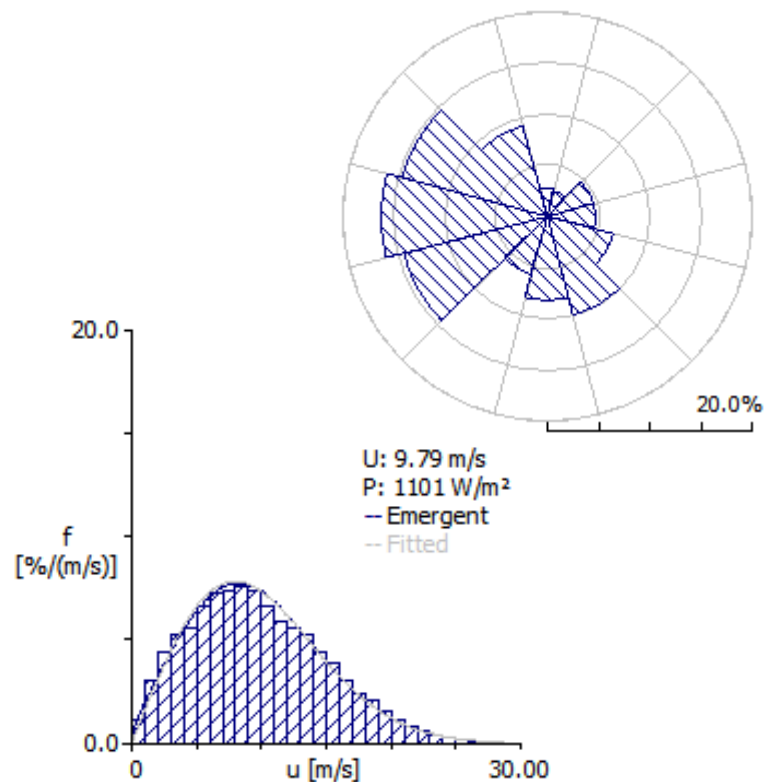 20.0%
20.0
U: 9.79 m/s
P: 1101 W/m²
-- Emergent
-- Fitted
f
[%/(m/s)]
0.0
0 u [m/s] 30.00